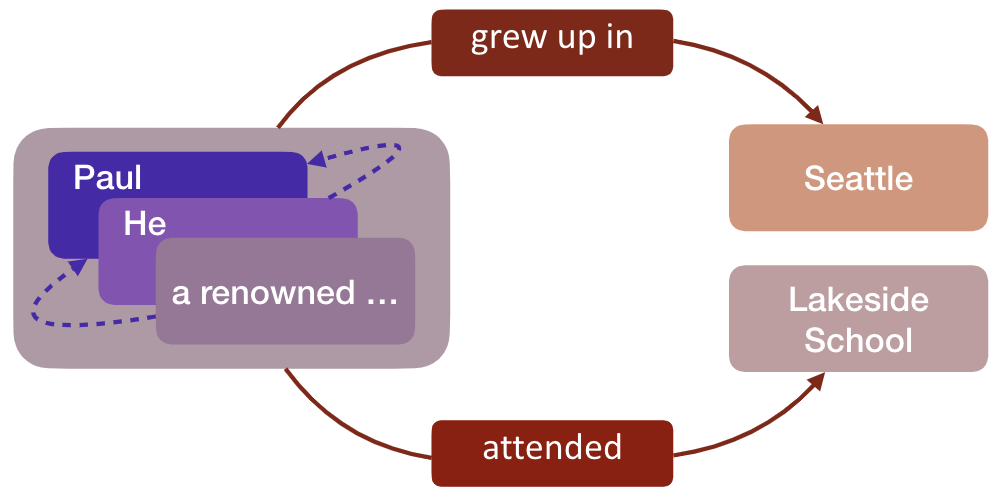 grew up in
Paul
He
a renowned ...
Seattle
Lakeside
School
attended